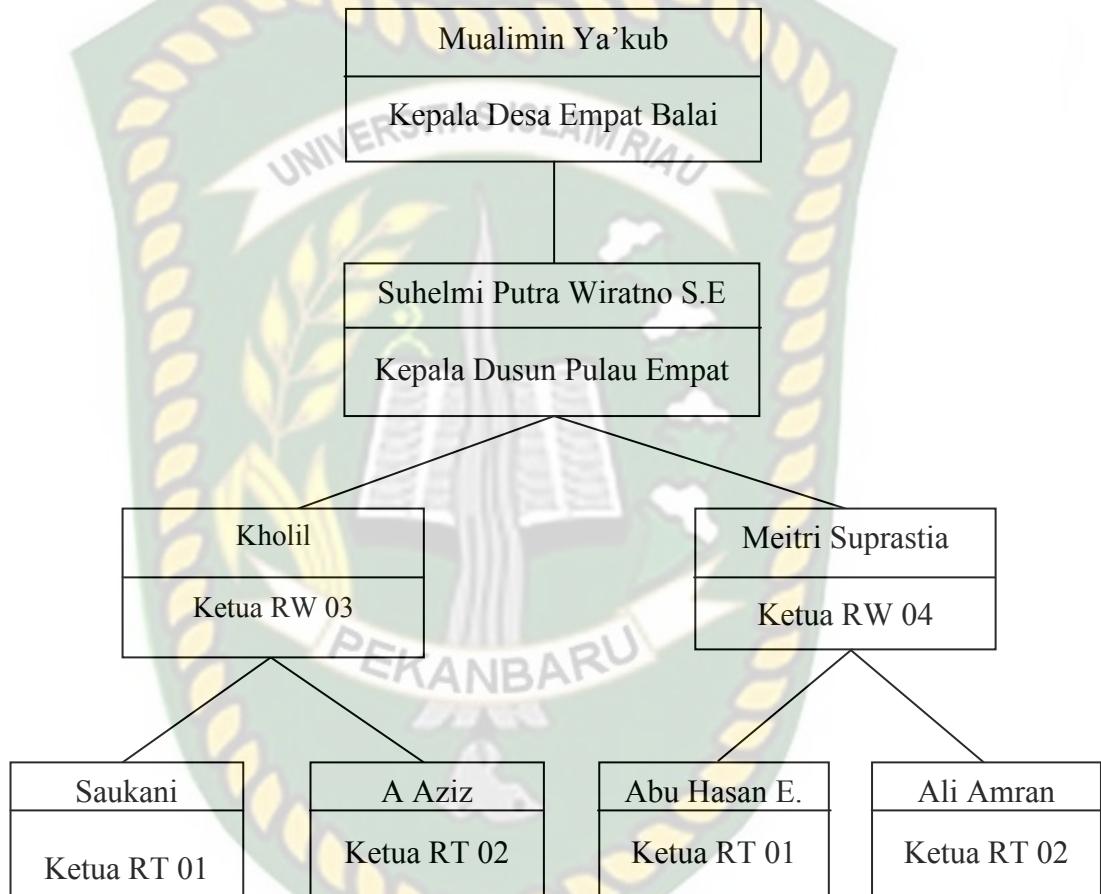 Mualimin Ya’kub
Kepala Desa Empat Balai
UNIVERSITAS ISLAM RIAU
Suhelmi Putra Wiratno S.E
Kepala Dusun Pulau Empat
Kholil
Meitri Suprastia
Ketua RW 03
Ketua RW 04
PEKANBARU
Saukani
A Aziz
Abu Hasan E.
Ali Amran
Ketua RT 01
Ketua RT 02
Ketua RT 01
Ketua RT 02